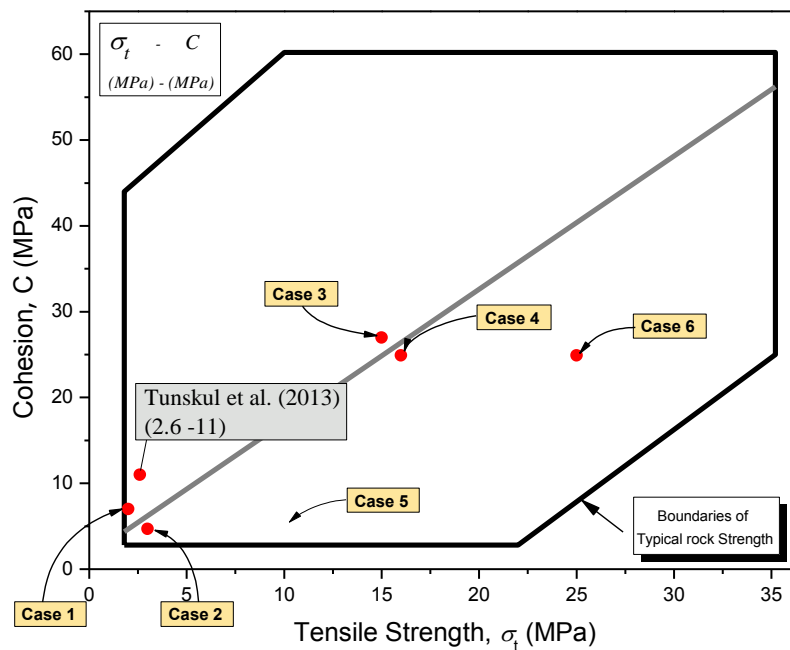 σt - C
(MPa) - (MPa)
60
50
40
30
20
10
0
Cohesion, C (MPa)
Case 3
Case 4
Case 6
Tunskul et al. (2013)
(2.6 -11)
Case 5
Boundaries of
Typical rock Strength
Case 1
Case 2
0 5 10 15 20 25 30 35
Tensile Strength, σt (MPa)